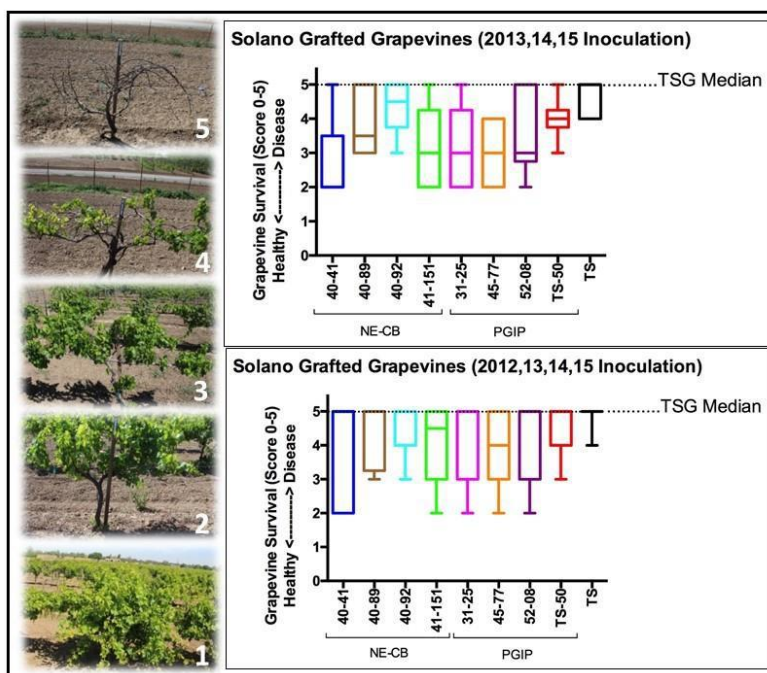 5
4
3
2
1
Solano Grafted Grapevines (2013,14,15 Inoculation)
TSG Median
Grapevine Survival (Score 0-5)
Healthy <---------> Disease
5
4
3
2
1
0
40-41
40-89
40-92
41-151
31-25
45-77
52-08
TS-50
TS-
NE-CB
PGIP
Solano Grafted Grapevines (2012,13,14,15 Inoculation)
TSG Median
Grapevine Survival (Score 0-5)
Healthy <---------> Disease
5
4
3
2
1
0
40-41
40-89
40-92
41-151
31-25
45-77
52-08
TS-50
TS-
NE-CB
PGIP